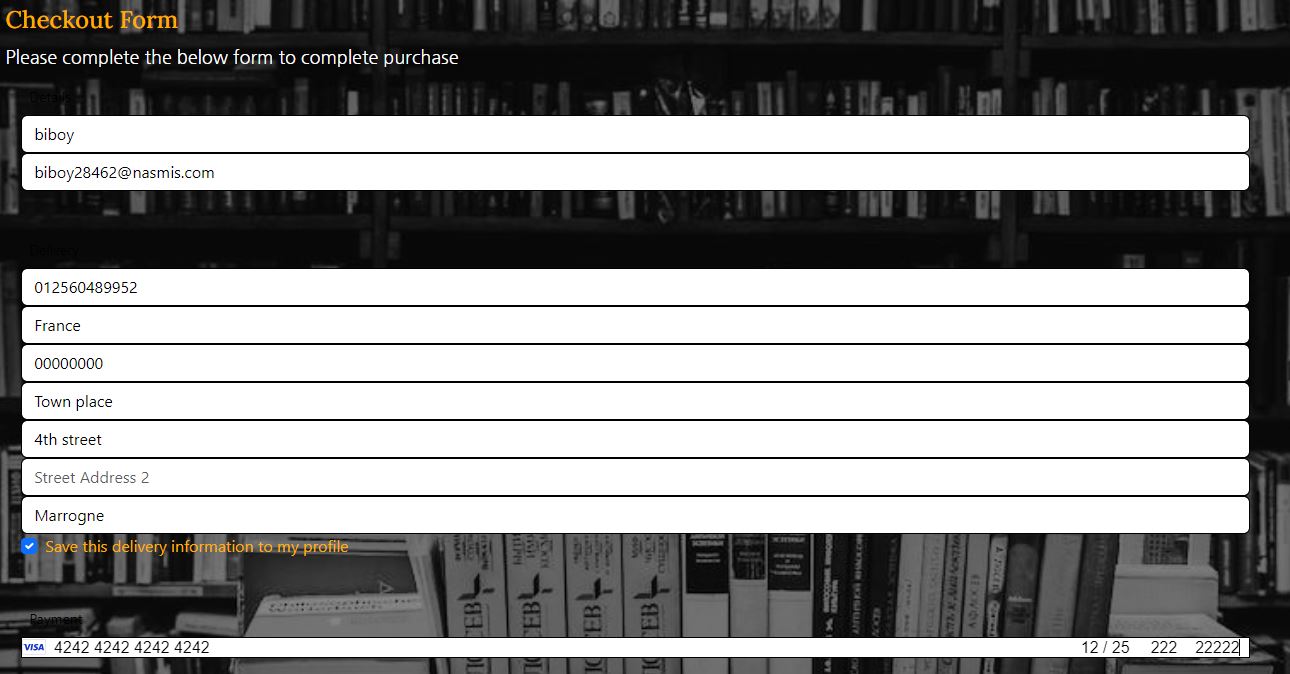 Checkout Form
Please complete the below form to complete purchase
Details
biboy
biboy28462@nasmis.com
Delivery
012560489952
France
00000000
Town place
4th street
Street Address 2
Marrogne
Save this delivery information to my profile
Payment
VISA 4242 4242 4242 4242 12 / 25 222 22222